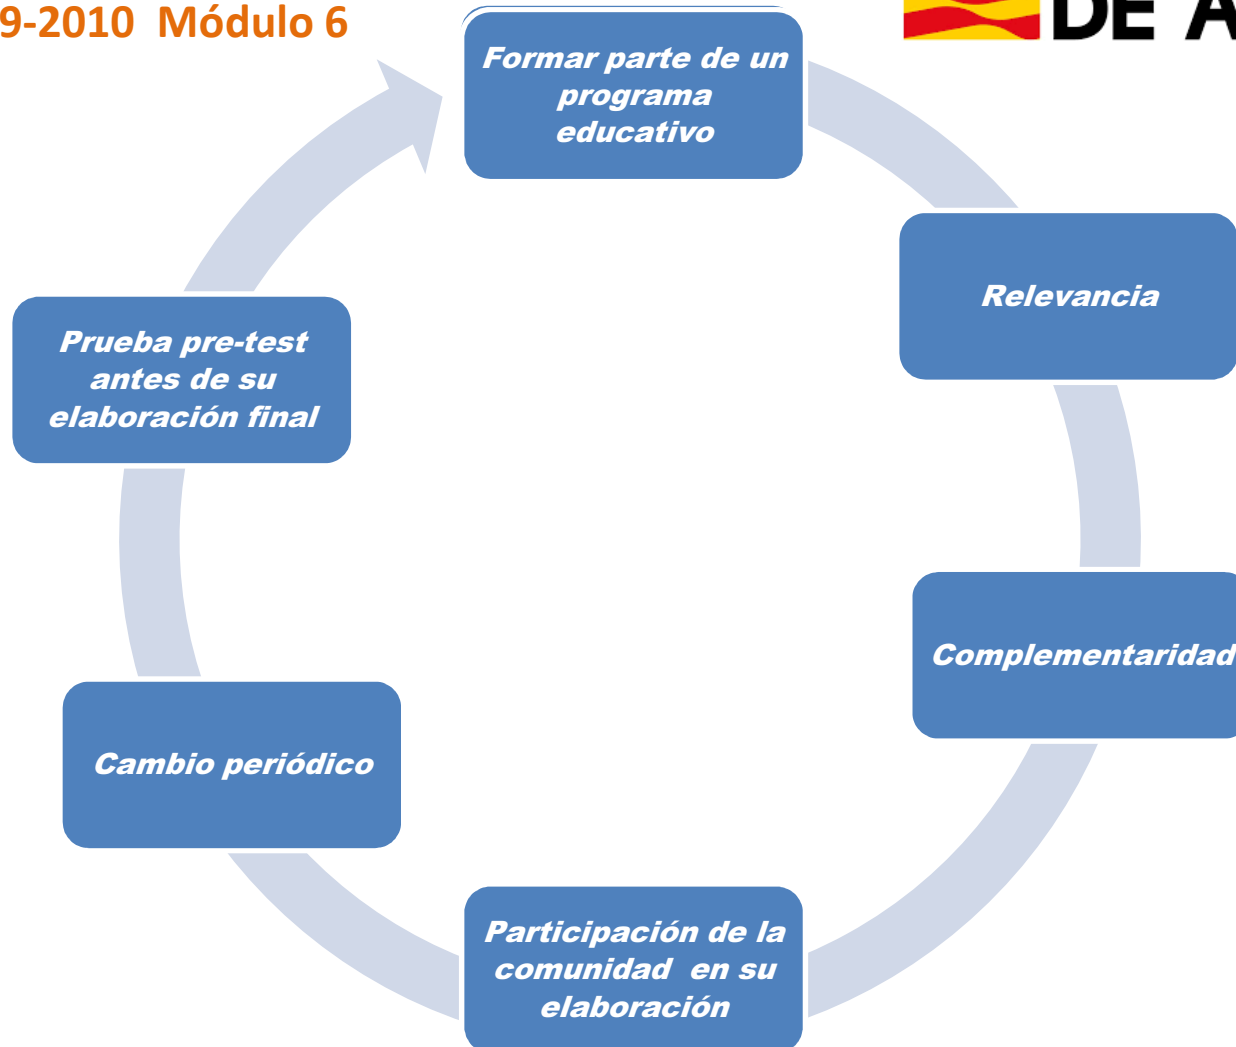 9-2010 Módulo 6
DE A
Formar parte de un
programa
educativo
Relevancia
Prueba pre-test
antes de su
elaboración final
Complementaridad
Cambio periódico
Participación de la
comunidad en su
elaboración